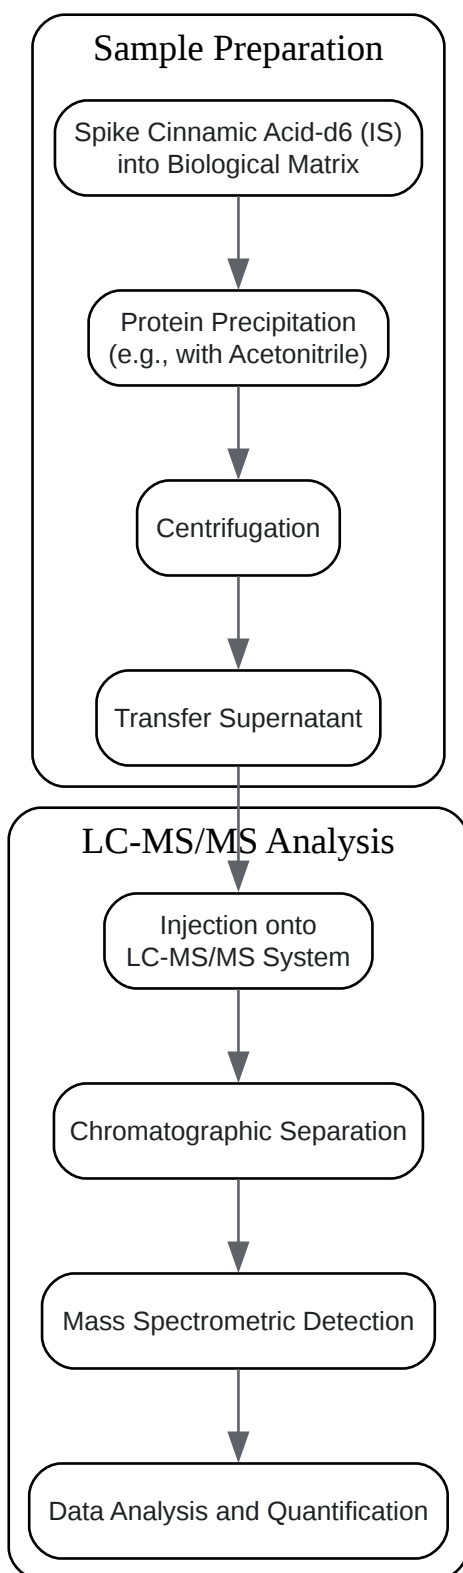 Sample Preparation
Spike Cinnamic Acid-d6 (IS)
into Biological Matrix
Protein Precipitation
(e.g., with Acetonitrile)
Centrifugation
Transfer Supernatant
LC-MS/MS Analysis
Injection onto
LC-MS/MS System
Chromatographic Separation
Mass Spectrometric Detection
Data Analysis and Quantification